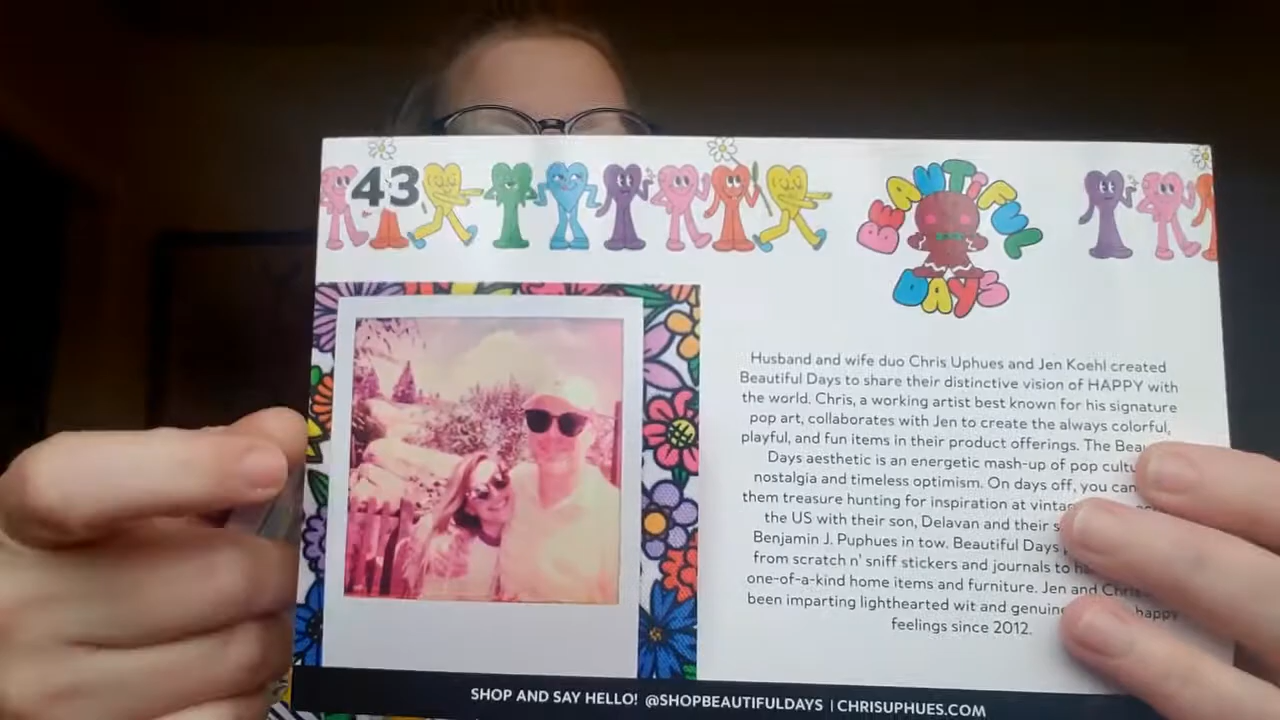 43
BEAUTIFUL
DAYS
Husband and wife duo Chris Uphues and Jen Koehl created
Beautiful Days to share their distinctive vision of HAPPY with
the world. Chris, a working artist best known for his signature
pop art, collaborates with Jen to create the always colorful,
playful, and fun items in their product offerings. The Beau
Days aesthetic is an energetic mash-up of pop cultu
nostalgia and timeless optimism. On days off, you can
them treasure hunting for inspiration at vintag
the US with their son, Delavan and their s
Benjamin J. Puphues in tow. Beautiful Days
from scratch n' sniff stickers and journals to ha
one-of-a-kind home items and furniture. Jen and Chris
been imparting lighthearted wit and genuine happy
feelings since 2012.
SHOP AND SAY HELLO! @SHOPBEAUTIFULDAYS | CHRISUPHUES.COM